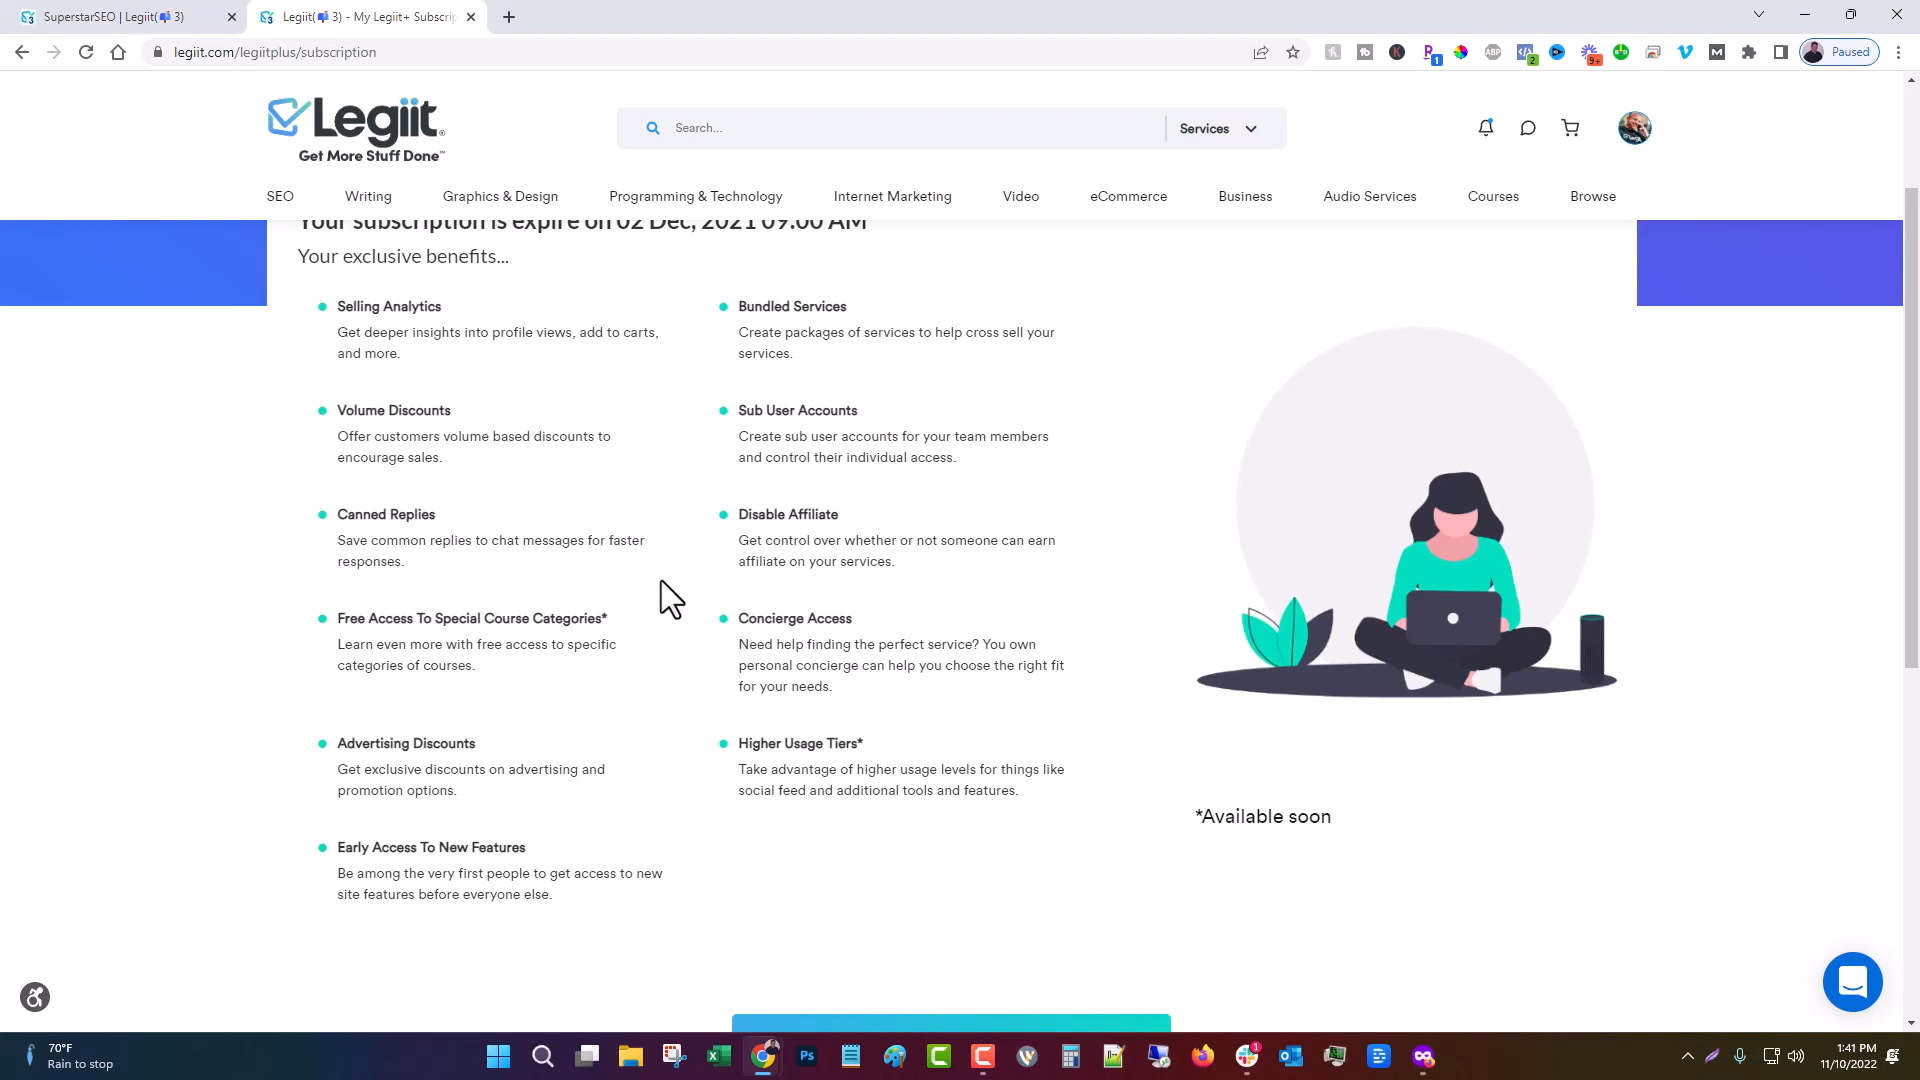 SuperstarSEO | Legiit(📬 3)
Legiit(📬 3) - My Legiit+ Subscrip
legiit.com/legiitplus/subscription
Paused
Legiit
Get More Stuff Done™
Search...
Services
SEO
Writing
Graphics & Design
Programming & Technology
Internet Marketing
Video
eCommerce
Business
Audio Services
Courses
Browse
Your subscription is expire on 02 Dec, 2021 09:00 AM
Your exclusive benefits...
Selling Analytics
Get deeper insights into profile views, add to carts,
and more.
Bundled Services
Create packages of services to help cross sell your
services.
Volume Discounts
Offer customers volume based discounts to
encourage sales.
Sub User Accounts
Create sub user accounts for your team members
and control their individual access.
Canned Replies
Save common replies to chat messages for faster
responses.
Disable Affiliate
Get control over whether or not someone can earn
affiliate on your services.
Free Access To Special Course Categories*
Learn even more with free access to specific
categories of courses.
Concierge Access
Need help finding the perfect service? You own
personal concierge can help you choose the right fit
for your needs.
Advertising Discounts
Get exclusive discounts on advertising and
promotion options.
Higher Usage Tiers*
Take advantage of higher usage levels for things like
social feed and additional tools and features.
*Available soon
Early Access To New Features
Be among the very first people to get access to new
site features before everyone else.
70°F
Rain to stop
1:41 PM
11/10/2022